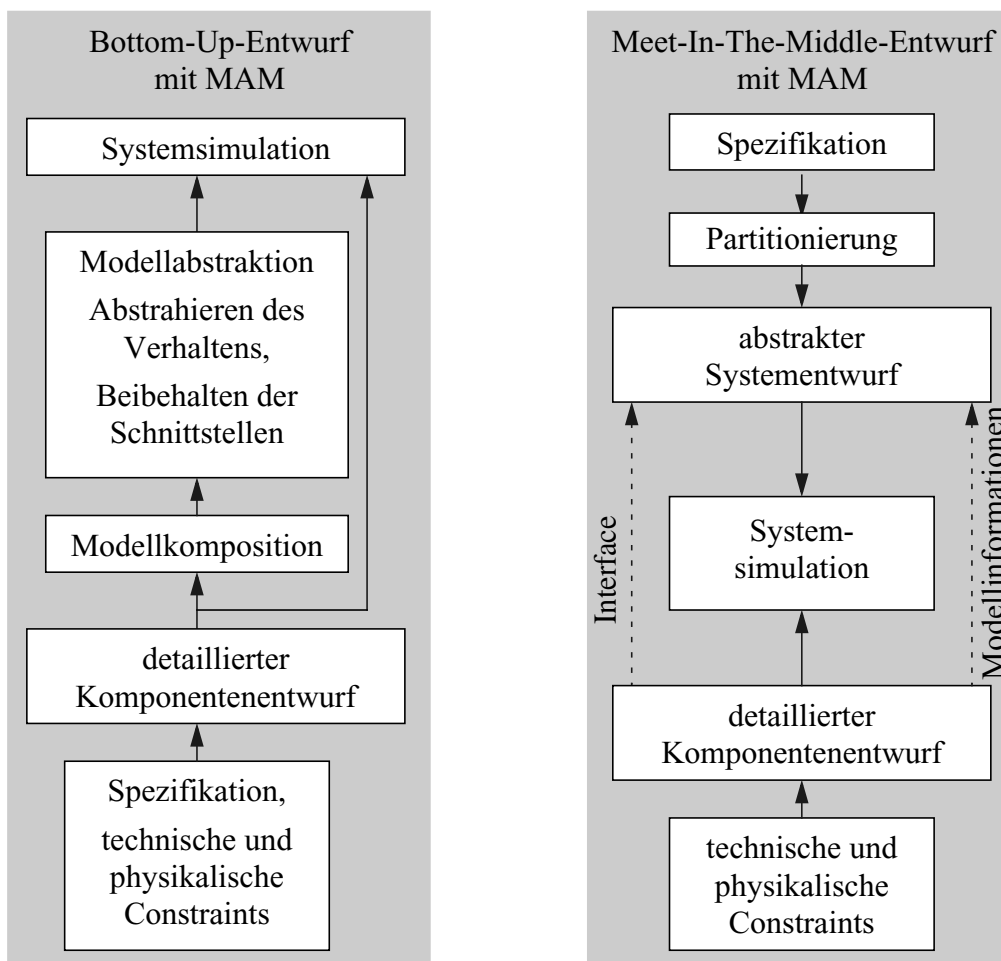 Bottom-Up-Entwurf
mit MAM
Systemsimulation
Modellabstraktion
Abstrahieren des
Verhaltens,
Beibehalten der
Schnittstellen
Modellkomposition
detaillierter
Komponentenentwurf
Spezifikation,
technische und
physikalische
Constraints
Meet-In-The-Middle-Entwurf
mit MAM
Spezifikation
Partitionierung
abstrakter
Systementwurf
Interface
System-
simulation
Modellinformationen
detaillierter
Komponentenentwurf
technische und
physikalische
Constraints